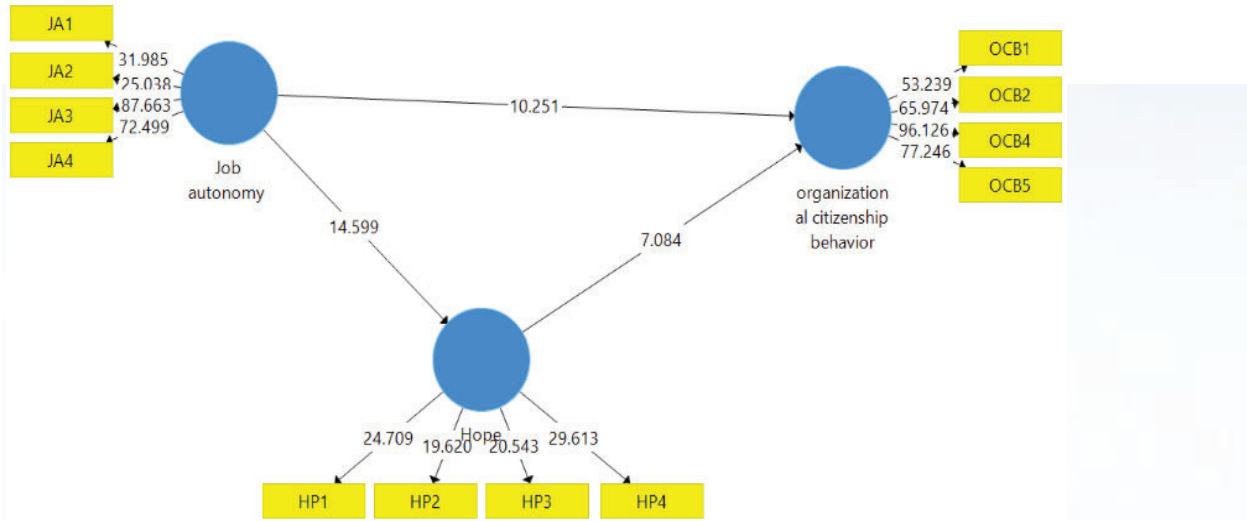 JA1
JA2
JA3
JA4
31.985
25.038
87.663
72.499
Job
autonomy
10.251
14.599
7.084
53.239
65.974
96.126
77.246
OCB1
OCB2
OCB4
OCB5
organization
al citizenship
behavior
Hope
24.709
19.620
20.543
29.613
HP1
HP2
HP3
HP4